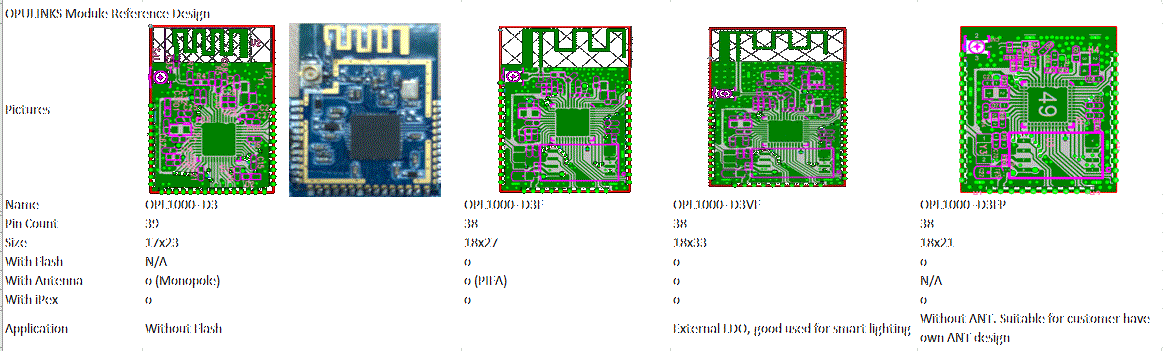 OPULINKS Module Reference Design
Pictures
49
Name OPL1000-D3 OPL1000-D3F OPL1000-D3VF OPL1000-D3FP
Pin Count 39 38 38 38
Size 17x23 18x27 18x33 18x21
With Flash N/A o o o
With Antenna o (Monopole) o (PIFA) o N/A
With iPex o o o o
Application Without Flash External LDO, good used for smart lighting Without ANT. Suitable for customer have
own ANT design